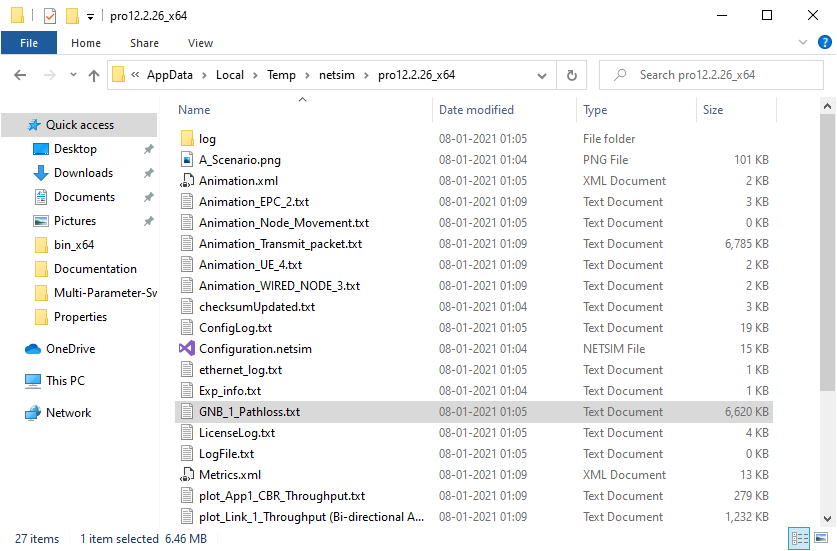 pro12.2.26_x64
File Home Share View
« AppData > Local > Temp > netsim > pro12.2.26_x64 Search pro12.2.26_x64
Name Date modified Type Size
Quick access
Desktop
Downloads
Documents
Pictures
bin_x64
Documentation
Multi-Parameter-Sw
Properties
OneDrive
This PC
Network
log 08-01-2021 01:05 File folder
A_Scenario.png 08-01-2021 01:04 PNG File 101 KB
Animation.xml 08-01-2021 01:05 XML Document 2 KB
Animation_EPC_2.txt 08-01-2021 01:09 Text Document 3 KB
Animation_Node_Movement.txt 08-01-2021 01:05 Text Document 0 KB
Animation_Transmit_packet.txt 08-01-2021 01:09 Text Document 6,785 KB
Animation_UE_4.txt 08-01-2021 01:09 Text Document 2 KB
Animation_WIRED_NODE_3.txt 08-01-2021 01:09 Text Document 2 KB
checksumUpdated.txt 08-01-2021 01:04 Text Document 3 KB
ConfigLog.txt 08-01-2021 01:05 Text Document 19 KB
Configuration.netsim 08-01-2021 01:04 NETSIM File 15 KB
ethernet_log.txt 08-01-2021 01:05 Text Document 1 KB
Exp_info.txt 08-01-2021 01:04 Text Document 1 KB
GNB_1_Pathloss.txt 08-01-2021 01:05 Text Document 6,620 KB
LicenseLog.txt 08-01-2021 01:05 Text Document 4 KB
LogFile.txt 08-01-2021 01:05 Text Document 0 KB
Metrics.xml 08-01-2021 01:09 XML Document 13 KB
plot_App1_CBR_Throughput.txt 08-01-2021 01:09 Text Document 279 KB
plot_Link_1_Throughput (Bi-directional A... 08-01-2021 01:09 Text Document 1,232 KB
27 items 1 item selected 6.46 MB